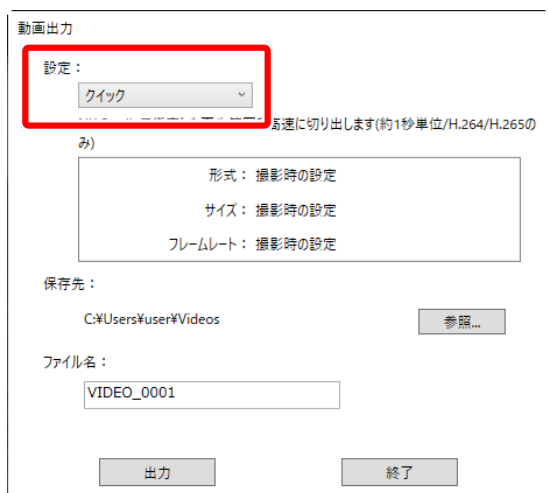 動画出力
設定：
クイック
高速に切り出します(約1秒単位/H.264/H.265の
み)
形式： 撮影時の設定
サイズ： 撮影時の設定
フレームレート： 撮影時の設定
保存先：
C:¥Users¥user¥Videos
参照...
ファイル名：
VIDEO_0001
出力
終了